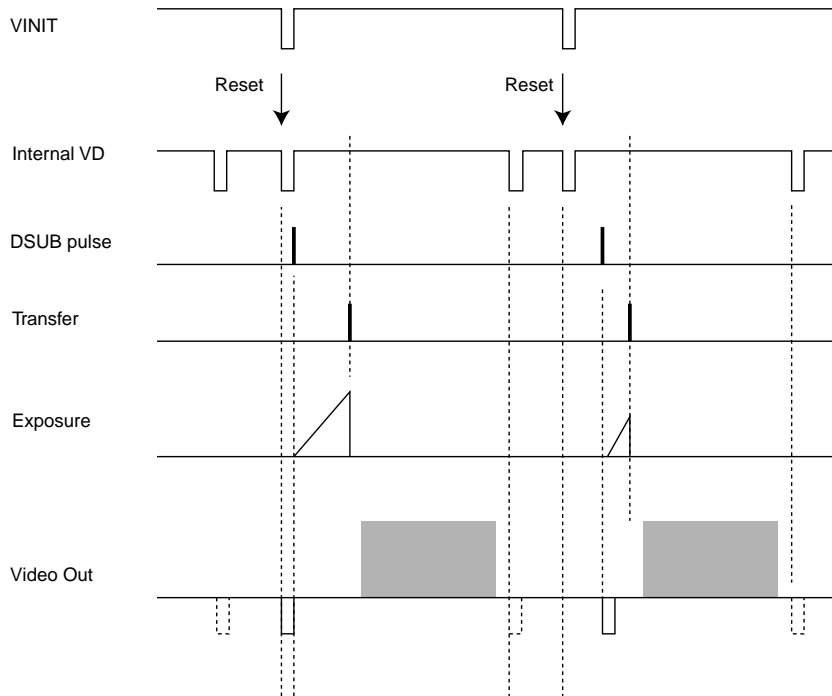 VINIT
Reset Reset
Internal VD
DSUB pulse
Transfer
Exposure
Video Out